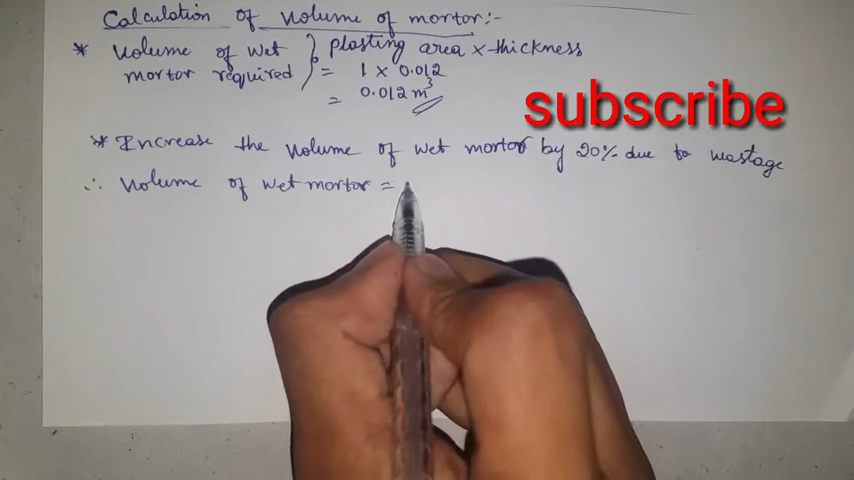 Calculation of Volume of mortor:-
* Volume of wet } plasting area × thickness
mortor required = 1 × 0.012
= 0.012 m³
subscribe
* Increase the volume of wet mortor by 20% due to wastage
∴ Volume of wet mortor =